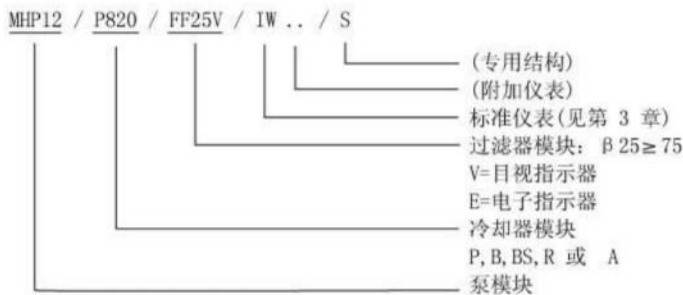 MHP12 / P820 / FF25V / IW .. / S
(专用结构)
(附加仪表)
标准仪表(见第 3 章)
过滤器模块: β25≥75
V=目视指示器
E=电子指示器
冷却器模块
P,B,BS,R 或 A
泵模块